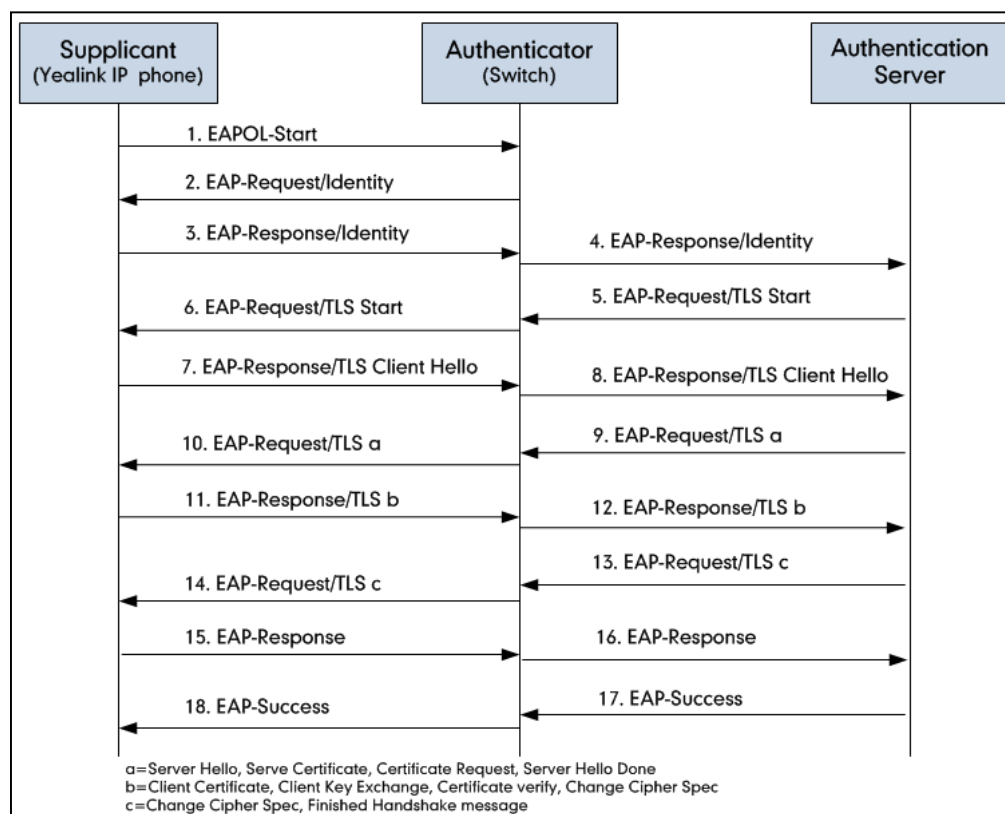 Supplicant
(Yealink IP phone)
Authenticator
(Switch)
Authentication
Server
1. EAPOL-Start
2. EAP-Request/Identity
3. EAP-Response/Identity
4. EAP-Response/Identity
5. EAP-Request/TLS Start
6. EAP-Request/TLS Start
7. EAP-Response/TLS Client Hello
8. EAP-Response/TLS Client Hello
9. EAP-Request/TLS a
10. EAP-Request/TLS a
11. EAP-Response/TLS b
12. EAP-Response/TLS b
13. EAP-Request/TLS c
14. EAP-Request/TLS c
15. EAP-Response
16. EAP-Response
17. EAP-Success
18. EAP-Success
a=Server Hello, Serve Certificate, Certificate Request, Server Hello Done
b=Client Certificate, Client Key Exchange, Certificate verify, Change Cipher Spec
c=Change Cipher Spec, Finished Handshake message